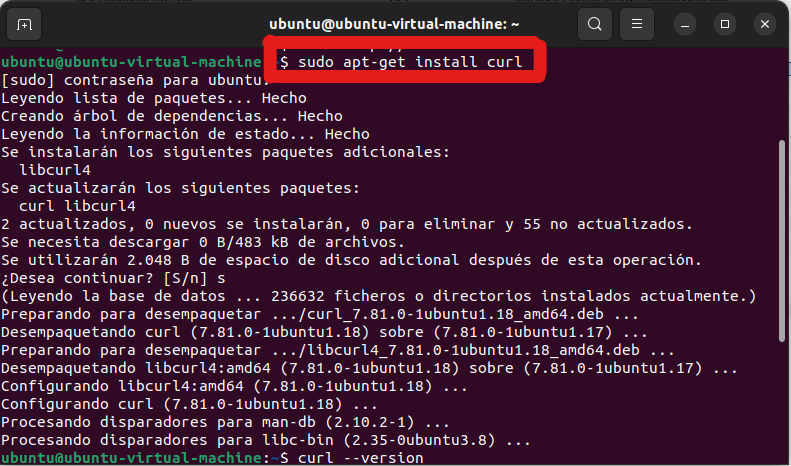 ubuntu@ubuntu-virtual-machine: ~
ubuntu@ubuntu-virtual-machine:~$ sudo apt-get install curl
[sudo] contraseña para ubuntu:
Leyendo lista de paquetes... Hecho
Creando árbol de dependencias... Hecho
Leyendo la información de estado... Hecho
Se instalarán los siguientes paquetes adicionales:
libcurl4
Se actualizarán los siguientes paquetes:
curl libcurl4
2 actualizados, 0 nuevos se instalarán, 0 para eliminar y 55 no actualizados.
Se necesita descargar 0 B/483 kB de archivos.
Se utilizarán 2.048 B de espacio de disco adicional después de esta operación.
¿Desea continuar? [S/n] s
(Leyendo la base de datos ... 236632 ficheros o directorios instalados actualmente.)
Preparando para desempaquetar .../curl_7.81.0-1ubuntu1.18_amd64.deb ...
Desempaquetando curl (7.81.0-1ubuntu1.18) sobre (7.81.0-1ubuntu1.17) ...
Preparando para desempaquetar .../libcurl4_7.81.0-1ubuntu1.18_amd64.deb ...
Desempaquetando libcurl4:amd64 (7.81.0-1ubuntu1.18) sobre (7.81.0-1ubuntu1.17) ...
Configurando libcurl4:amd64 (7.81.0-1ubuntu1.18) ...
Configurando curl (7.81.0-1ubuntu1.18) ...
Procesando disparadores para man-db (2.10.2-1) ...
Procesando disparadores para libc-bin (2.35-0ubuntu3.8) ...
ubuntu@ubuntu-virtual-machine:~$ curl --version